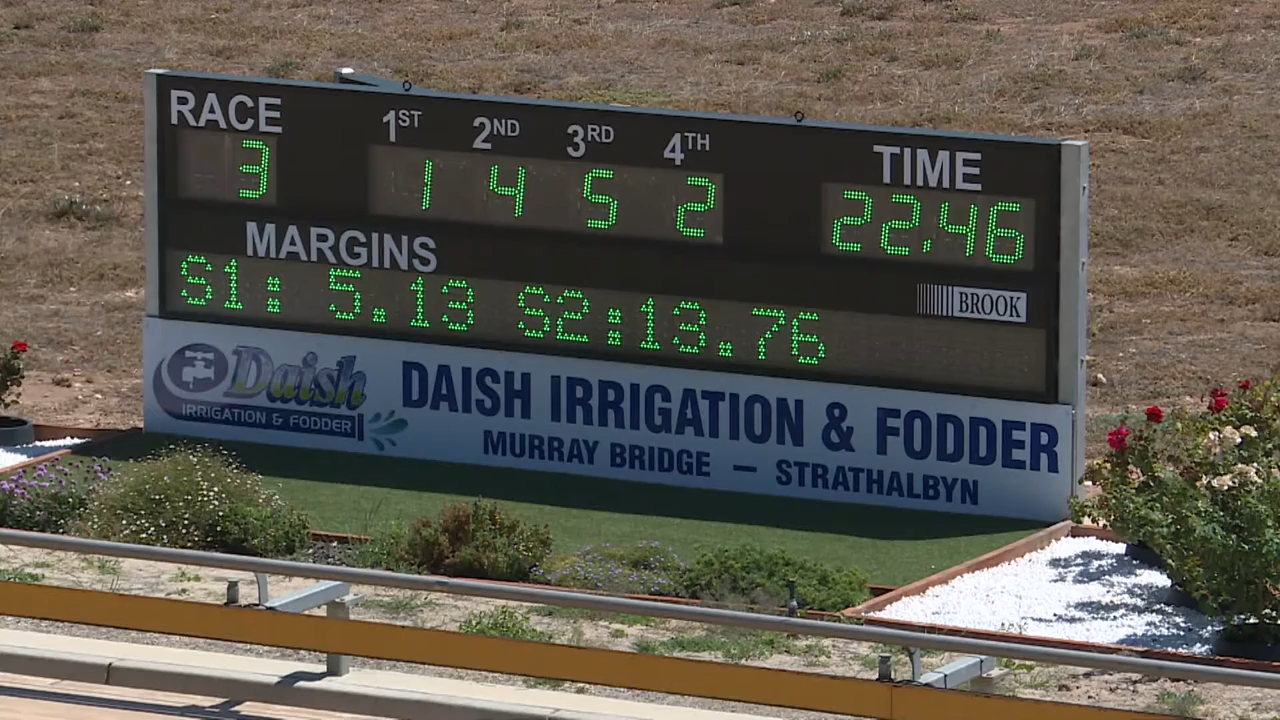 RACE 1ST 2ND 3RD 4TH TIME
3 1 4 5 2 22.46
MARGINS
S1: 5.13 S2:13.76
BROOK
Daish
IRRIGATION & FODDER
DAISH IRRIGATION & FODDER
MURRAY BRIDGE – STRATHALBYN